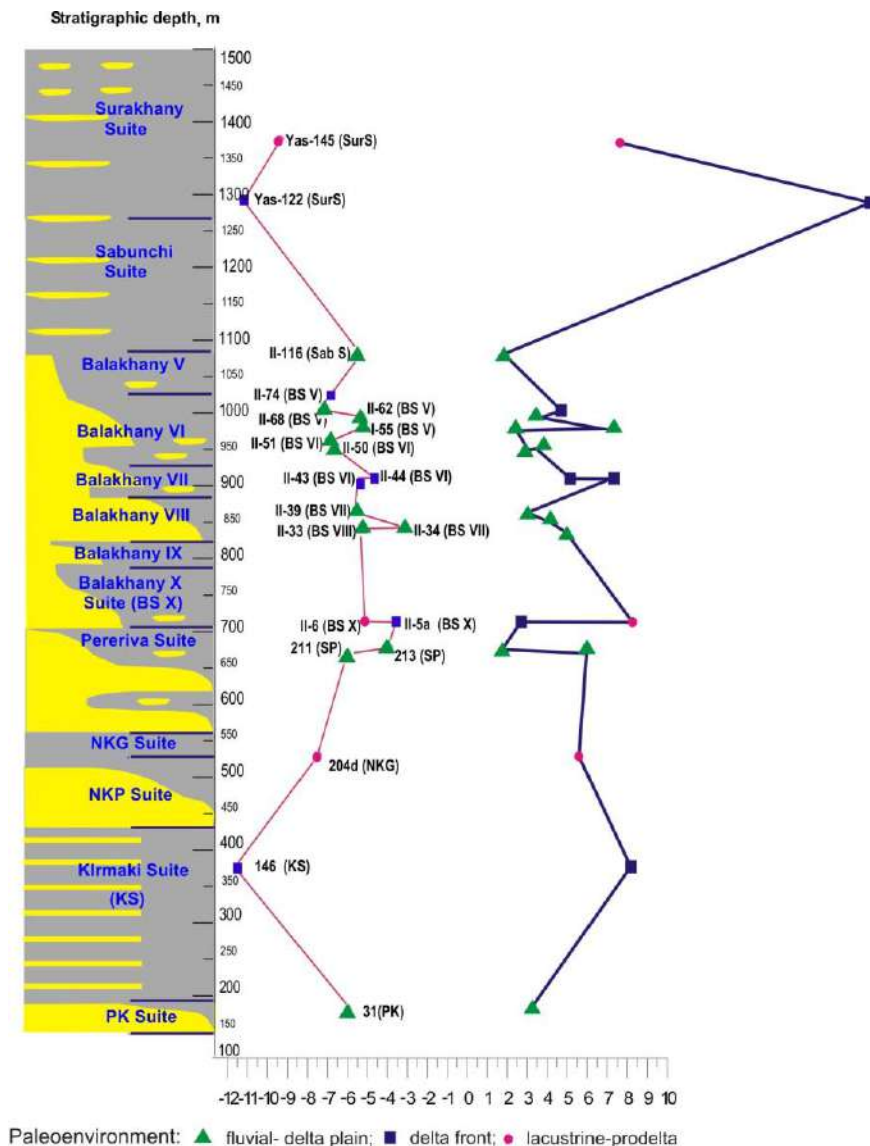 Stratigraphic depth, m
1500
1450
1400
1350
1300
1250
1200
1150
1100
1050
1000
950
900
850
800
750
700
650
600
550
500
450
400
350
300
250
200
150
100
Surakhany
Suite
Sabunchi
Suite
Balakhany V
Balakhany VI
Balakhany VII
Balakhany VIII
Balakhany IX
Balakhany X
Suite (BS X)
Pereriva Suite
NKG Suite
NKP Suite
KIrmaki Suite
(KS)
PK Suite
Yas-145 (SurS)
Yas-122 (SurS)
II-116 (Sab S)
II-74 (BS V)
II-62 (BS V)
II-68 (BS V)
I-55 (BS V)
II-51 (BS VI)
II-50 (BS VI)
II-43 (BS VI)
II-44 (BS VI)
II-39 (BS VII)
II-33 (BS VIII)
II-34 (BS VII)
II-6 (BS X)
II-5a (BS X)
211 (SP)
213 (SP)
204d (NKG)
146 (KS)
31(PK)
-12 -11 -10 -9 -8 -7 -6 -5 -4 -3 -2 -1 0 1 2 3 4 5 6 7 8 9 10
Paleoenvironment: fluvial- delta plain; delta front; lacustrine-prodelta